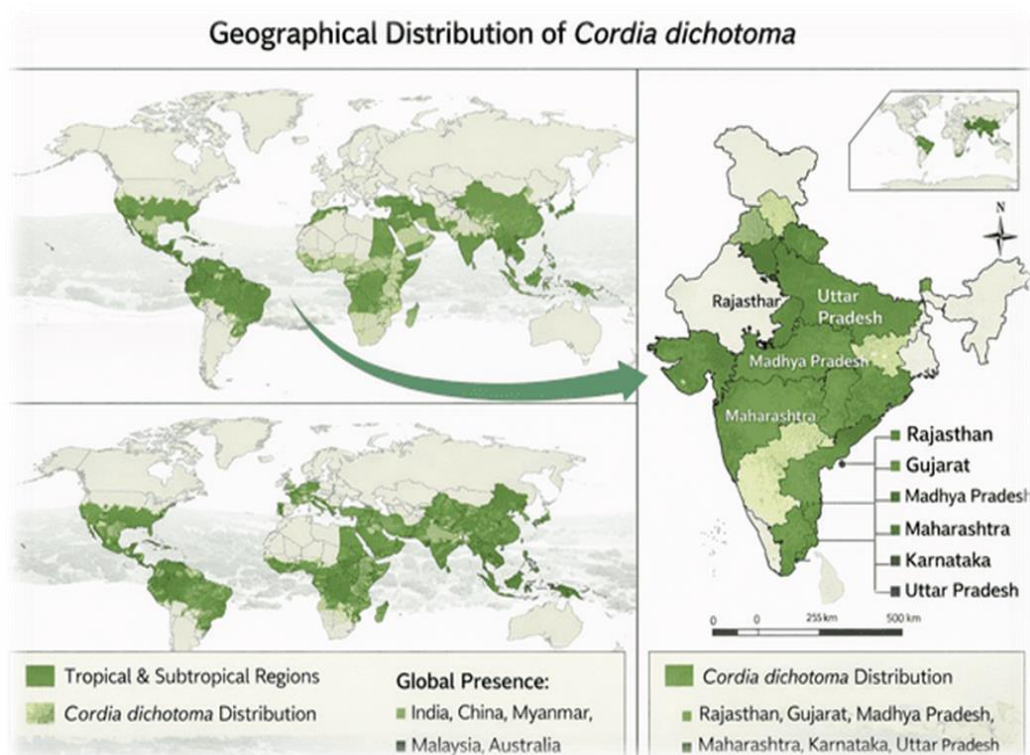 Geographical Distribution of Cordia dichotoma
N
Rajasthar
Uttar
Pradesh
Madhya Pradesh
Maharashtra
Rajasthan
Gujarat
Madhya Pradesh
Maharashtra
Karnataka
Uttar Pradesh
0 0 255 km 500 km
Tropical & Subtropical Regions
Cordia dichotoma Distribution
Global Presence:
India, China, Myanmar,
Malaysia, Australia
Cordia dichotoma Distribution
Rajasthan, Gujarat, Madhya Pradesh,
Maharashtra, Karnataka, Uttar Pradesh